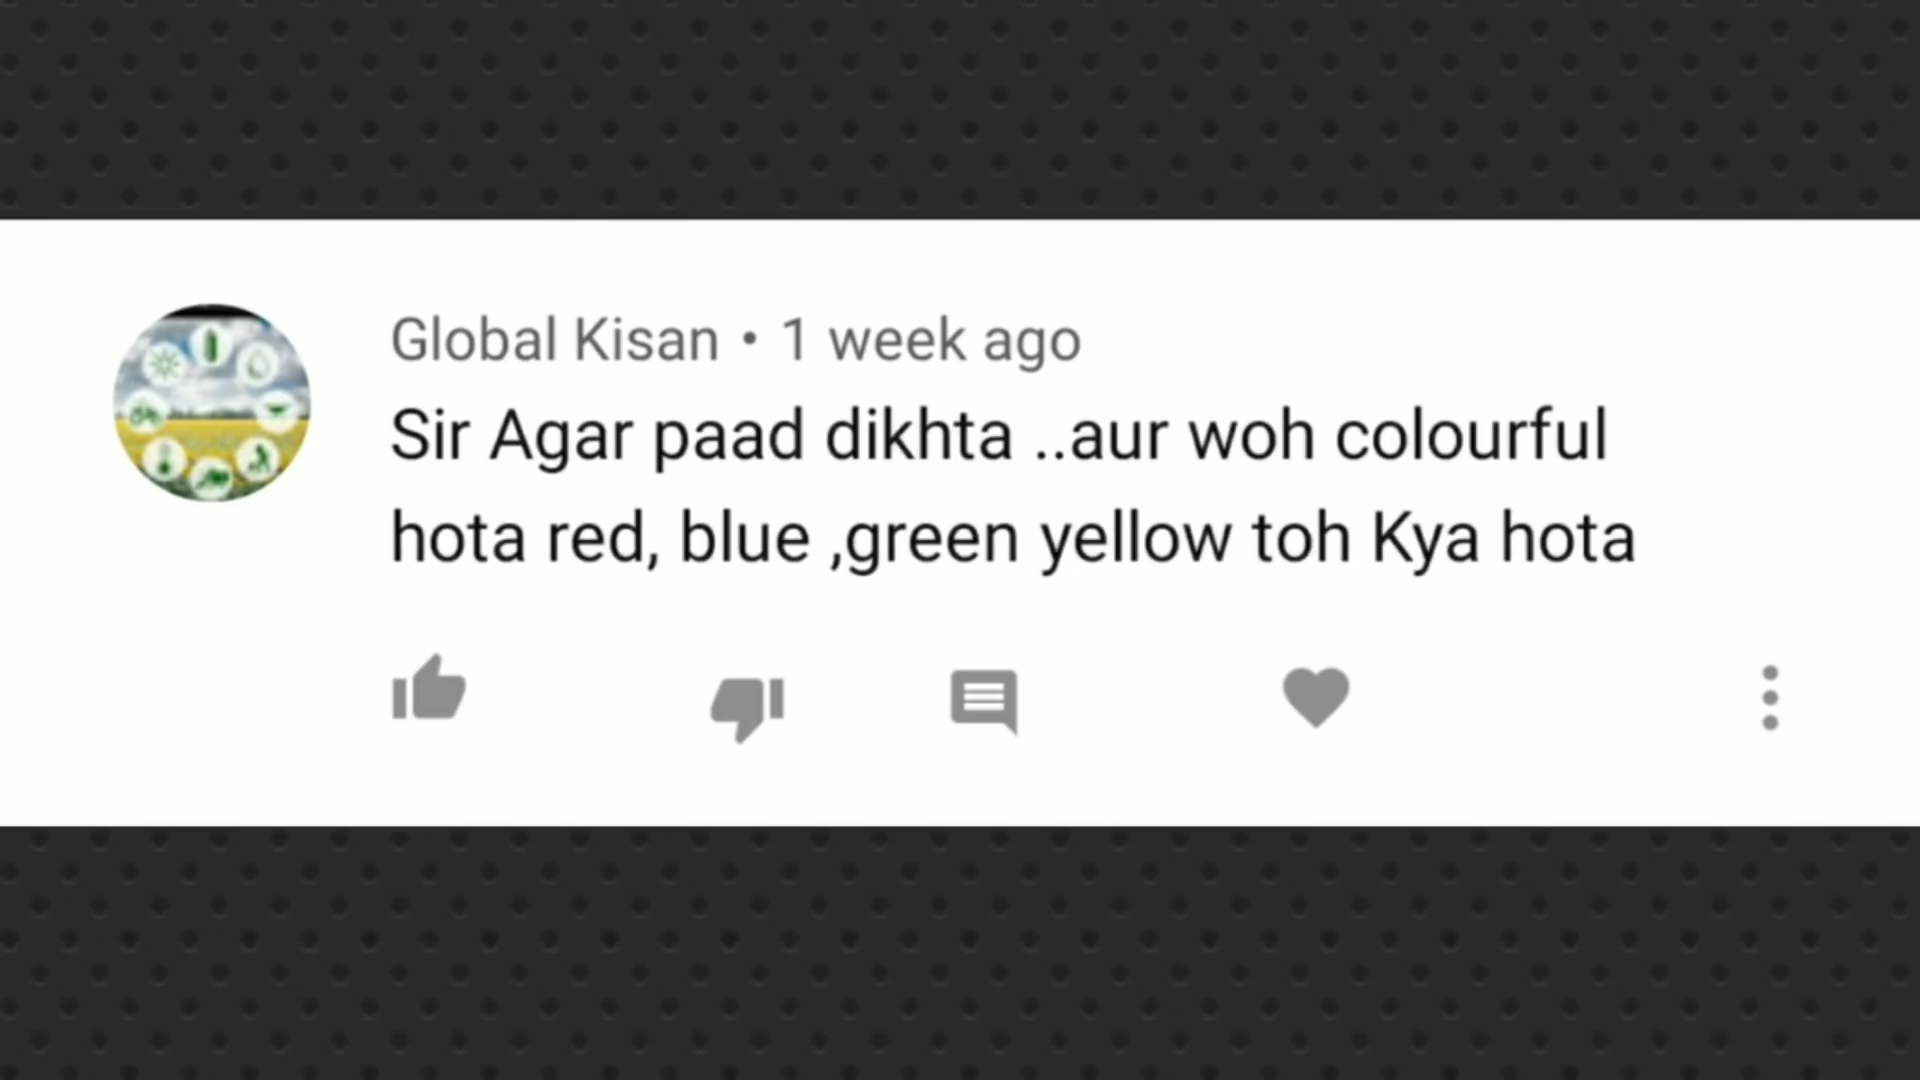 Global Kisan • 1 week ago
Sir Agar paad dikhta ..aur woh colourful
hota red, blue ,green yellow toh Kya hota